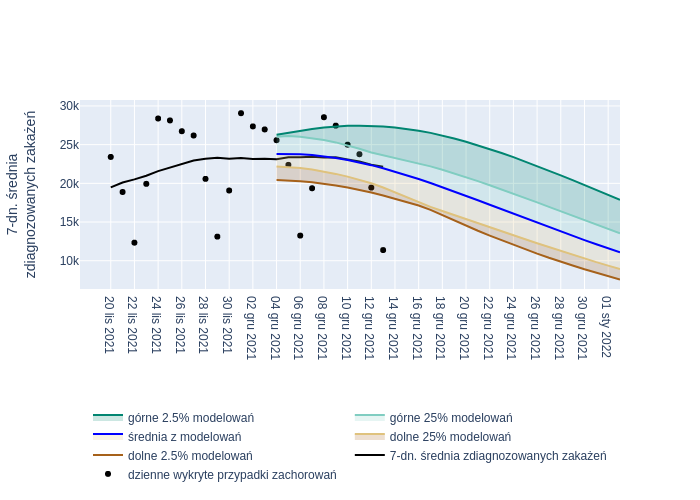 7-dn. średnia
zdiagnozowanych zakażeń
30k
25k
20k
15k
10k
20 lis 2021
22 lis 2021
24 lis 2021
26 lis 2021
28 lis 2021
30 lis 2021
02 gru 2021
04 gru 2021
06 gru 2021
08 gru 2021
10 gru 2021
12 gru 2021
14 gru 2021
16 gru 2021
18 gru 2021
20 gru 2021
22 gru 2021
24 gru 2021
26 gru 2021
28 gru 2021
30 gru 2021
01 sty 2022
górne 2.5% modelowań
górne 25% modelowań
średnia z modelowań
dolne 25% modelowań
dolne 2.5% modelowań
7-dn. średnia zdiagnozowanych zakażeń
dzienne wykryte przypadki zachorowań